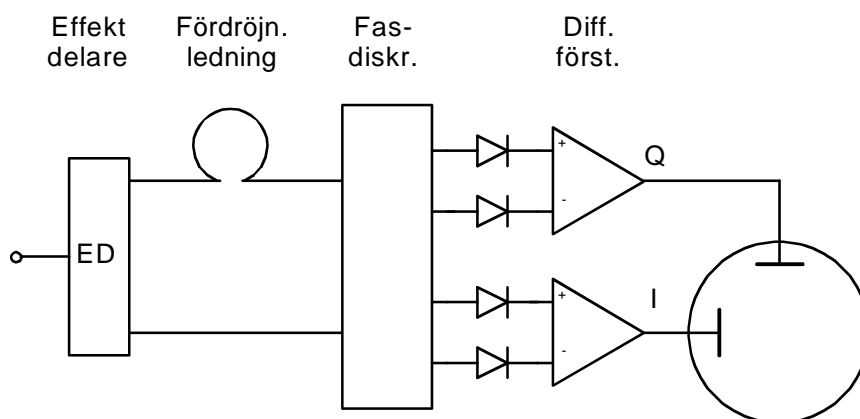 Effekt
delare
Fördröjn.
ledning
Fas-
diskr.
Diff.
först.
ED
+
-
Q
+
-
I